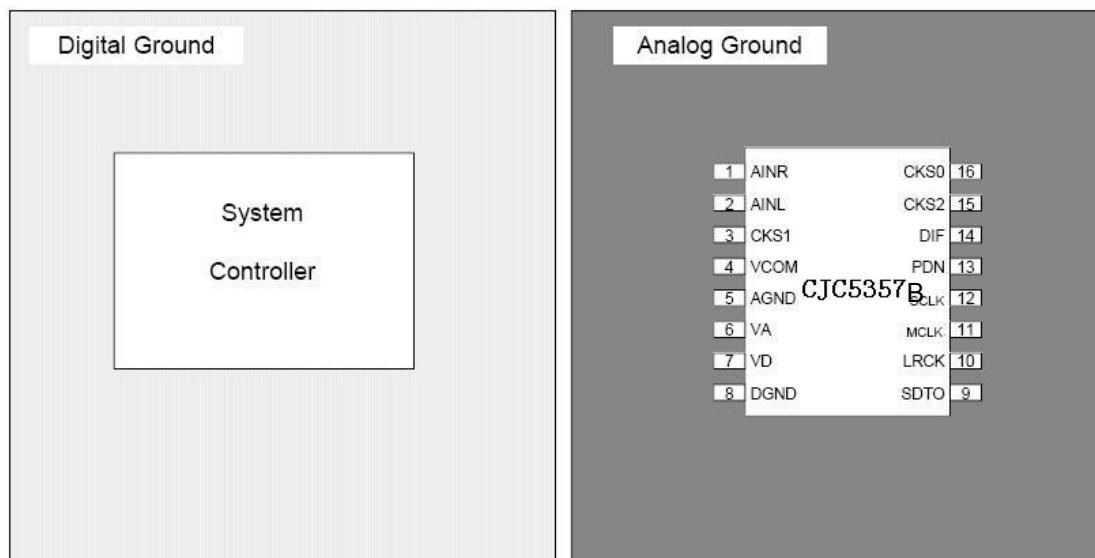 Digital Ground
System
Controller
Analog Ground
1 AINR CKS0 16
2 AINL CKS2 15
3 CKS1 DIF 14
4 VCOM PDN 13
CJC5357B
5 AGND SCLK 12
6 VA MCLK 11
7 VD LRCK 10
8 DGND SDTO 9